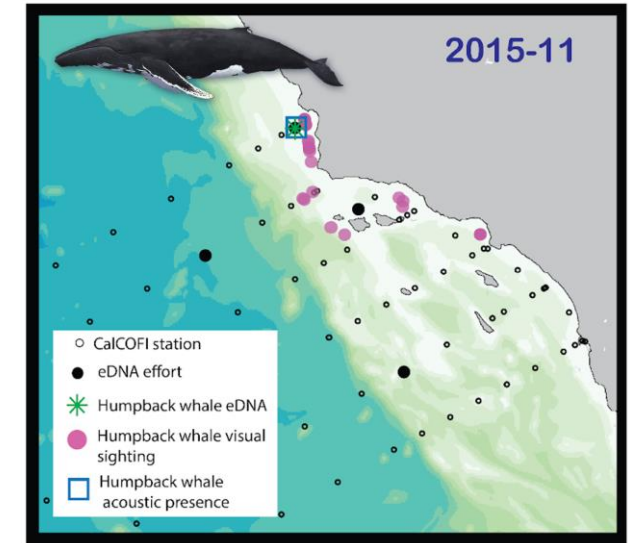 2015-11
CalCOFI station
eDNA effort
Humpback whale eDNA
Humpback whale visual
sighting
Humpback whale
acoustic presence